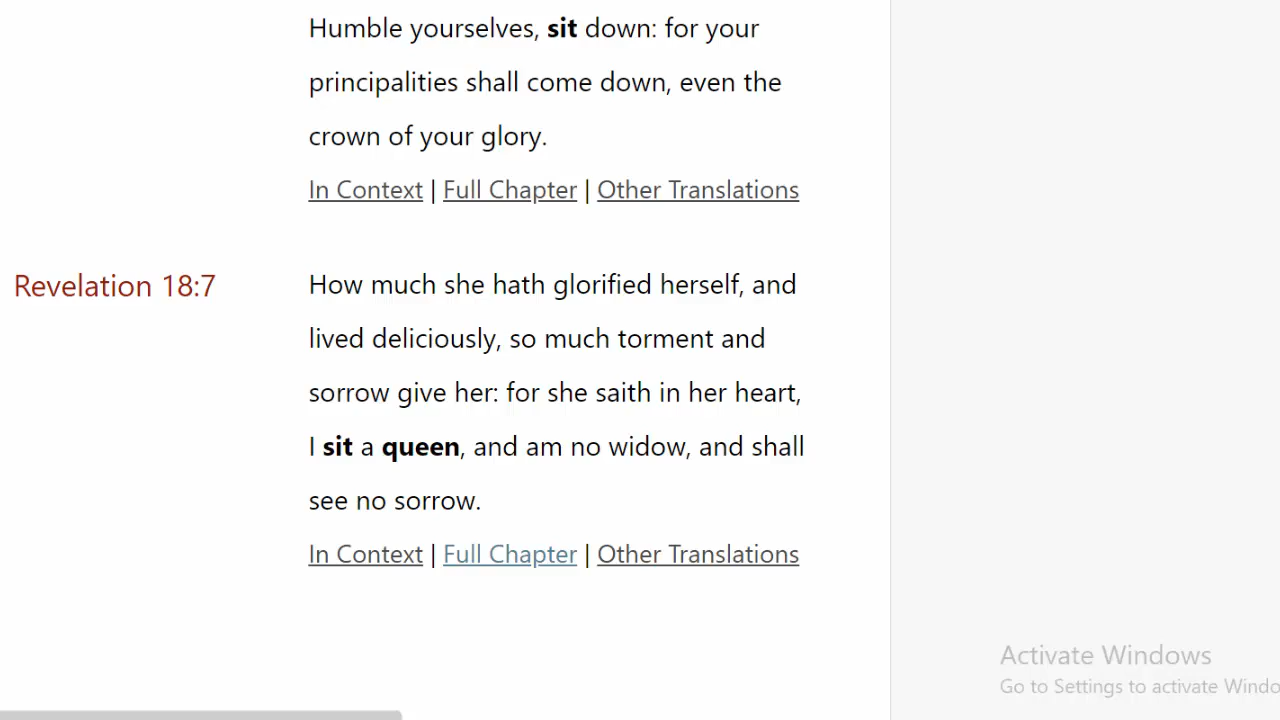 Humble yourselves, sit down: for your
principalities shall come down, even the
crown of your glory.
In Context | Full Chapter | Other Translations
Revelation 18:7
How much she hath glorified herself, and
lived deliciously, so much torment and
sorrow give her: for she saith in her heart,
I sit a queen, and am no widow, and shall
see no sorrow.
In Context | Full Chapter | Other Translations
Activate Windows
Go to Settings to activate Windo